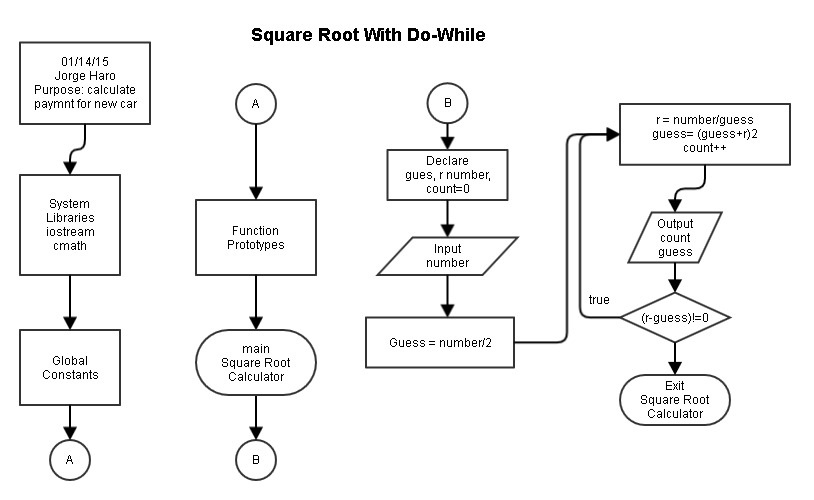 Square Root With Do-While
01/14/15
Jorge Haro
Purpose: calculate
paymnt for new car
System
Libraries
iostream
cmath
Global
Constants
A
A
Function
Prototypes
main
Square Root
Calculator
B
B
Declare
gues, r number,
count=0
Input
number
Guess = number/2
r = number/guess
guess= (guess+r)2
count++
Output
count
guess
true
(r-guess)!=0
Exit
Square Root
Calculator